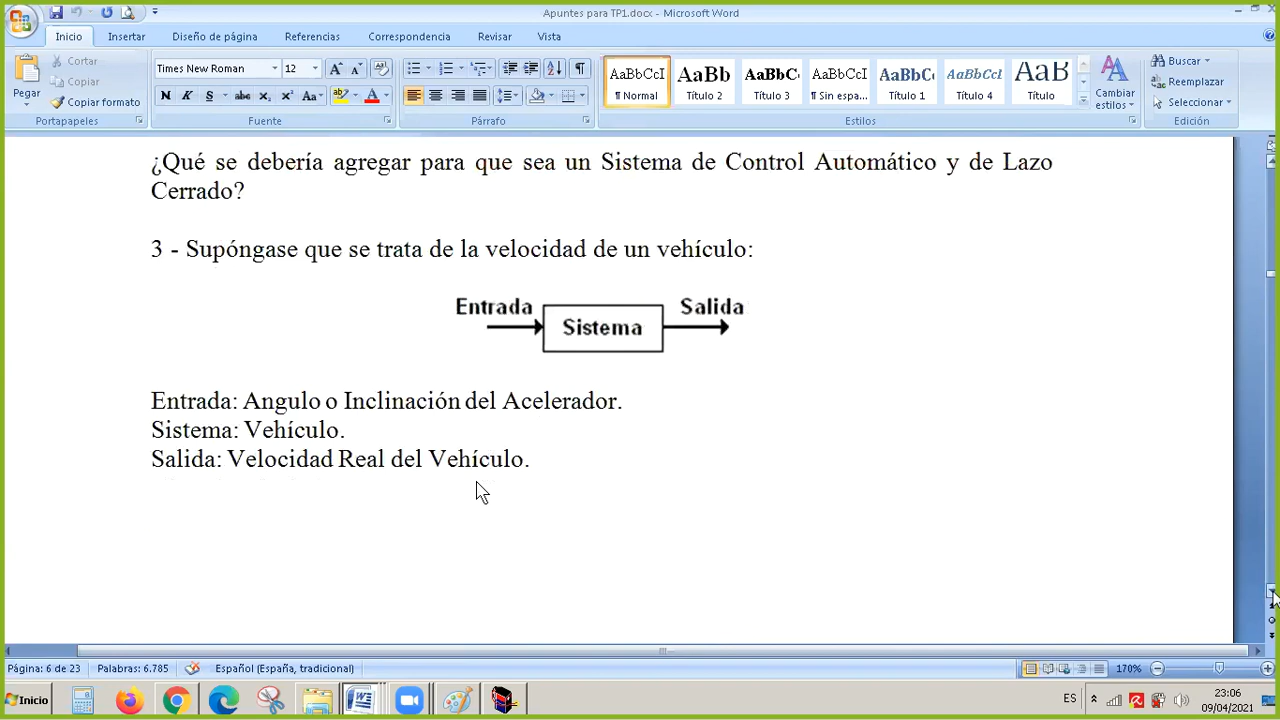 Apuntes para TP1.docx - Microsoft Word
Inicio Insertar Diseño de página Referencias Correspondencia Revisar Vista
Pegar
Cortar
Copiar
Copiar formato
Portapapeles
Times New Roman 12
N K S abc x₂ x² Aa
Fuente
Párrafo
AaBbCcI AaBb AaBbC AaBbCcI AaBbC AaBbCcI AaB
¶ Normal Título 2 Título 3 ¶ Sin espa... Título 1 Título 4 Título
Estilos
Cambiar estilos
Buscar
Reemplazar
Seleccionar
Edición
¿Qué se debería agregar para que sea un Sistema de Control Automático y de Lazo
Cerrado?
3 - Supóngase que se trata de la velocidad de un vehículo:
Entrada Salida
Sistema
Entrada: Angulo o Inclinación del Acelerador.
Sistema: Vehículo.
Salida: Velocidad Real del Vehículo.
Página: 6 de 23 Palabras: 6.785 Español (España, tradicional) 170%
Inicio ES 23:06
09/04/2021